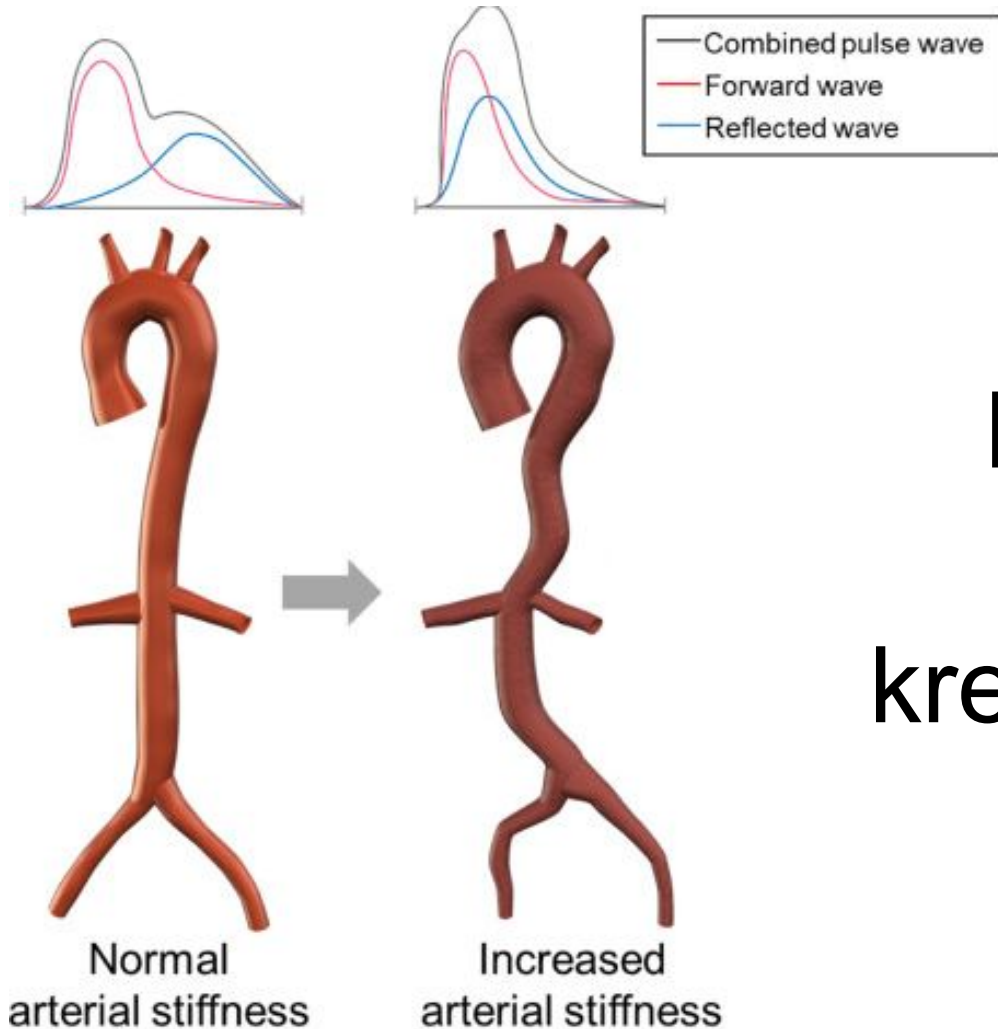 Combined pulse wave
Forward wave
Reflected wave
Normal
arterial stiffness
Increased
arterial stiffness